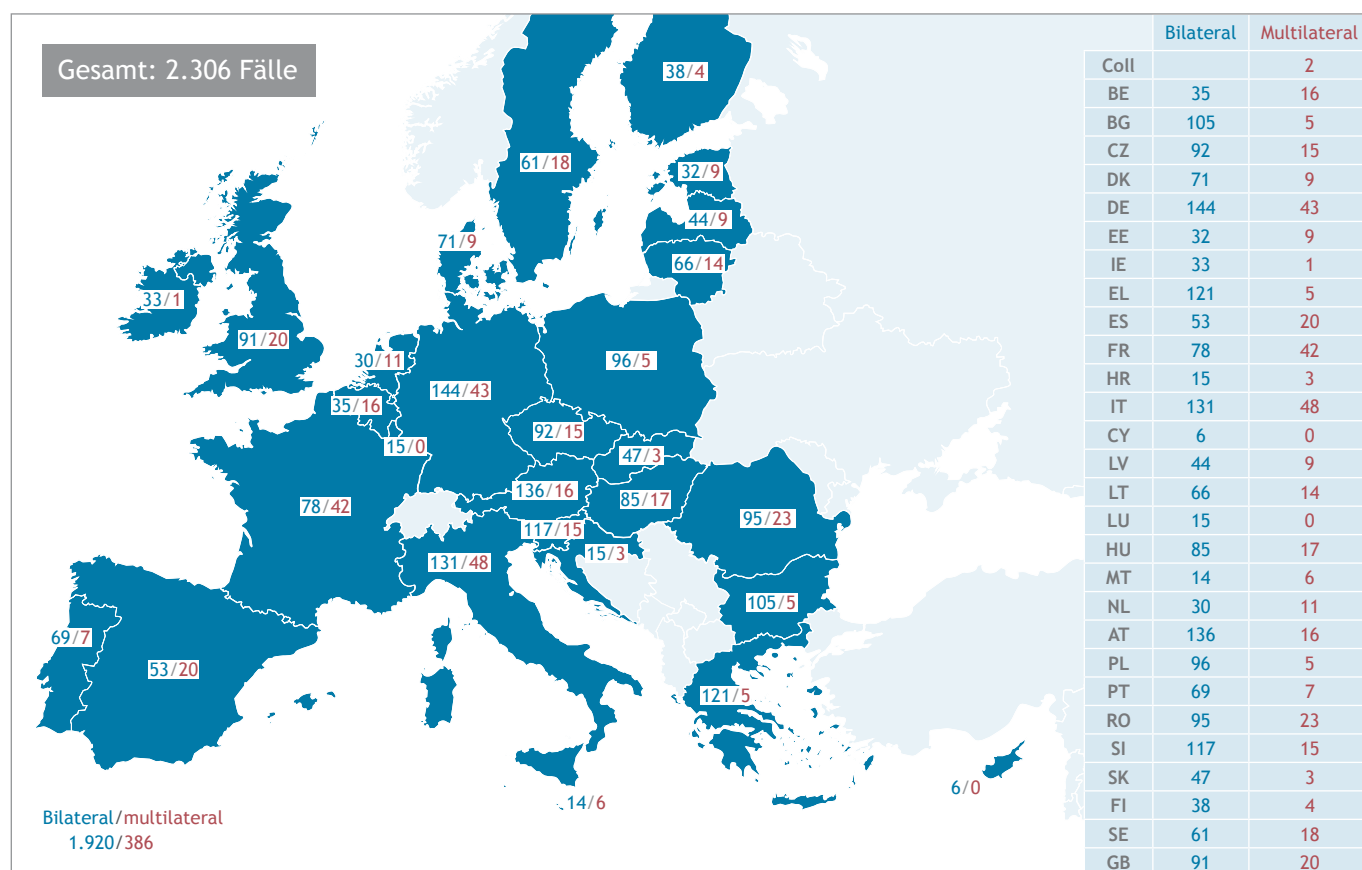 Gesamt: 2.306 Fälle
38/4
61/18
32/9
44/9
71/9
66/14
33/1
91/20
30/11
96/5
144/43
35/16
92/15
15/0
47/3
136/16
85/17
78/42
95/23
117/15
15/3
131/48
105/5
69/7
53/20
121/5
6/0
14/6
Bilateral/multilateral
1.920/386
Bilateral Multilateral
Coll 2
BE 35 16
BG 105 5
CZ 92 15
DK 71 9
DE 144 43
EE 32 9
IE 33 1
EL 121 5
ES 53 20
FR 78 42
HR 15 3
IT 131 48
CY 6 0
LV 44 9
LT 66 14
LU 15 0
HU 85 17
MT 14 6
NL 30 11
AT 136 16
PL 96 5
PT 69 7
RO 95 23
SI 117 15
SK 47 3
FI 38 4
SE 61 18
GB 91 20